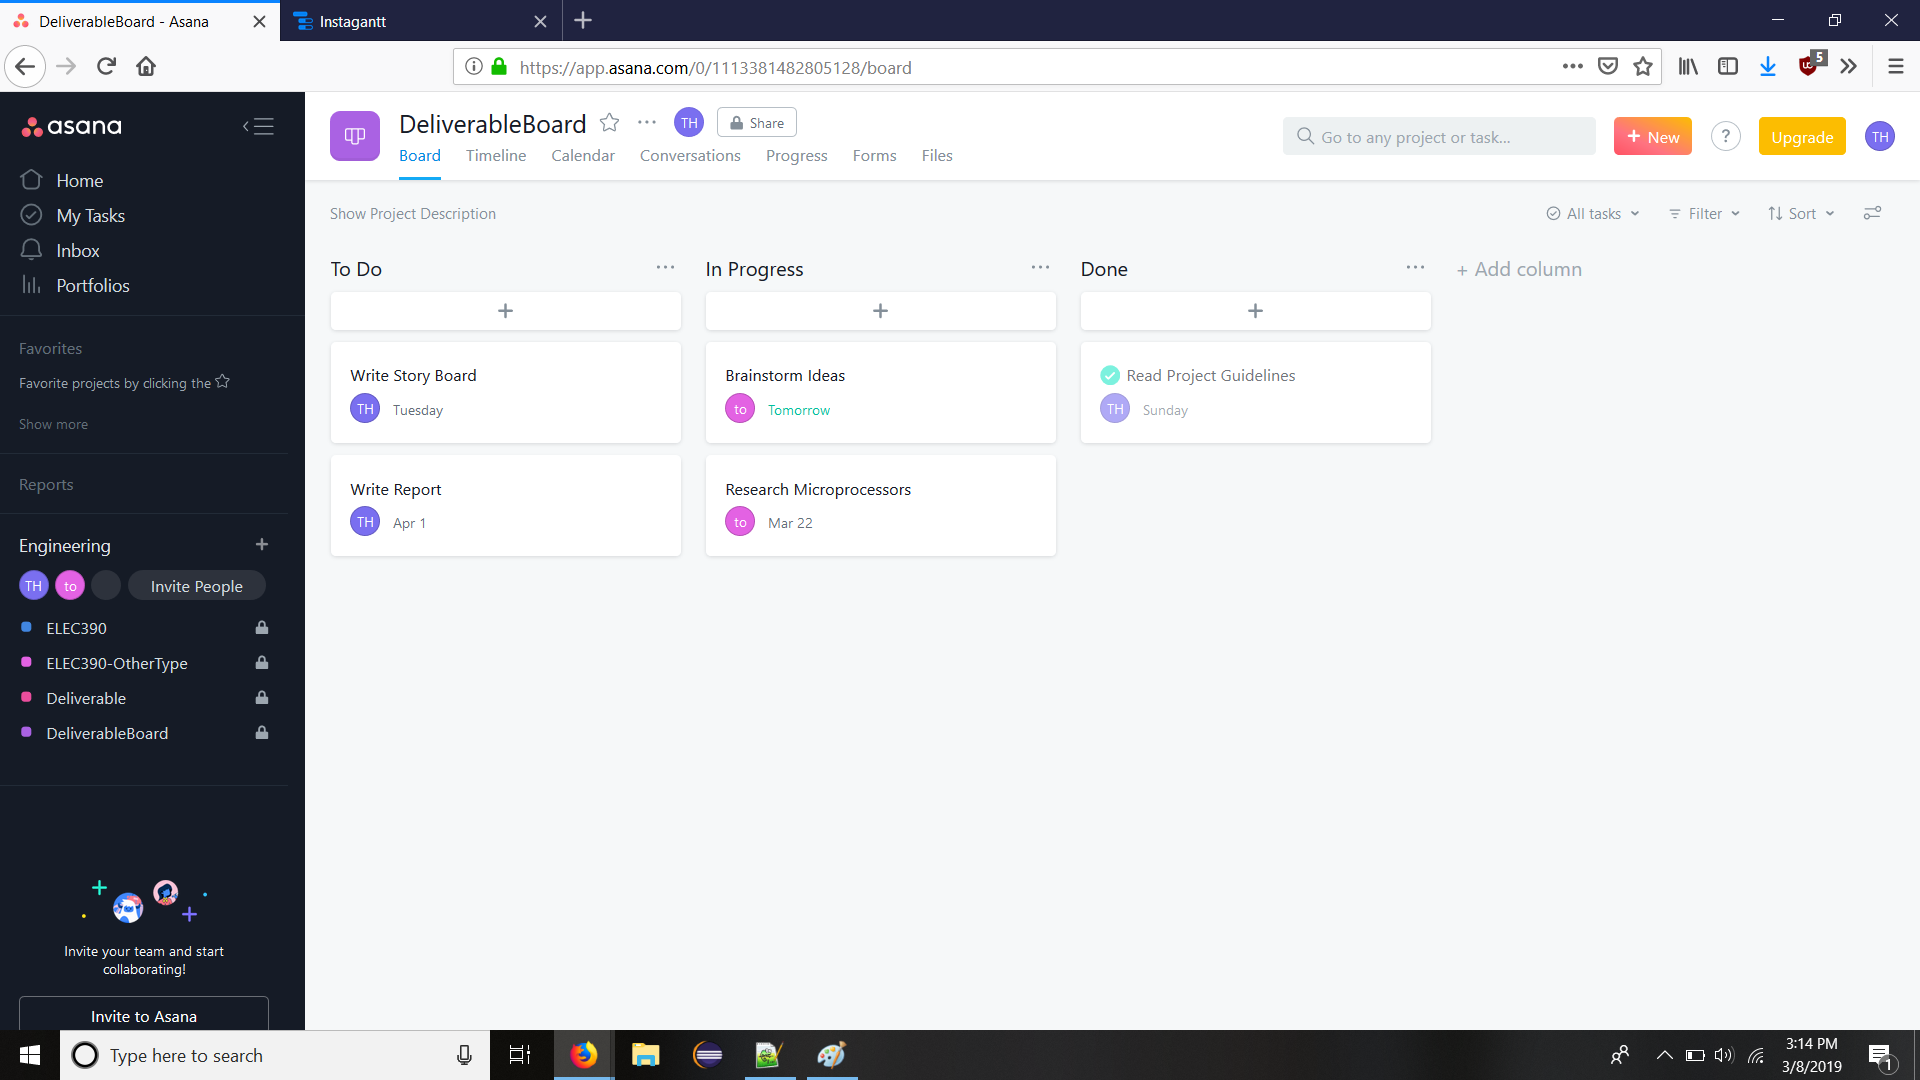 DeliverableBoard - Asana
Instagantt
https://app.asana.com/0/1113381482805128/board
5
asana
Home
My Tasks
Inbox
Portfolios
Favorites
Favorite projects by clicking the
Show more
Reports
Engineering
TH to Invite People
ELEC390
ELEC390-OtherType
Deliverable
DeliverableBoard
Invite your team and start
collaborating!
Invite to Asana
DeliverableBoard
TH
Share
Board Timeline Calendar Conversations Progress Forms Files
Go to any project or task...
+ New
?
Upgrade
TH
Show Project Description
All tasks
Filter
Sort
To Do
+
Write Story Board
TH Tuesday
Write Report
TH Apr 1
In Progress
+
Brainstorm Ideas
to Tomorrow
Research Microprocessors
to Mar 22
Done
+
Read Project Guidelines
TH Sunday
+ Add column
Type here to search
3:14 PM
3/8/2019
1